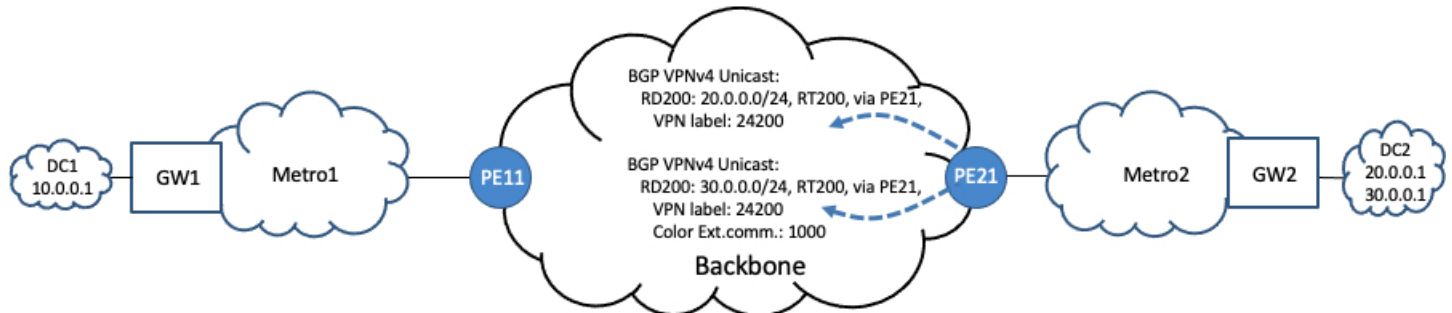 BGP VPNv4 Unicast:
RD200: 20.0.0.0/24, RT200, via PE21,
VPN label: 24200
DC1
10.0.0.1
GW1
Metro1
PE11
BGP VPNv4 Unicast:
RD200: 30.0.0.0/24, RT200, via PE21,
VPN label: 24200
Color Ext.comm.: 1000
Backbone
PE21
Metro2
GW2
DC2
20.0.0.1
30.0.0.1